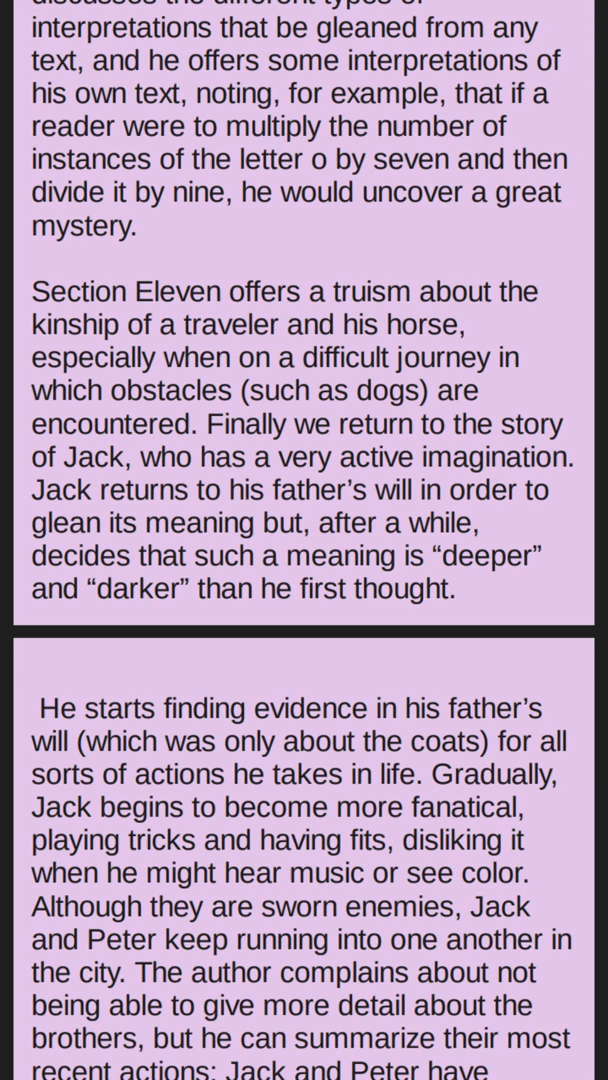 discusses the different types of
interpretations that be gleaned from any
text, and he offers some interpretations of
his own text, noting, for example, that if a
reader were to multiply the number of
instances of the letter o by seven and then
divide it by nine, he would uncover a great
mystery.
Section Eleven offers a truism about the
kinship of a traveler and his horse,
especially when on a difficult journey in
which obstacles (such as dogs) are
encountered. Finally we return to the story
of Jack, who has a very active imagination.
Jack returns to his father’s will in order to
glean its meaning but, after a while,
decides that such a meaning is “deeper”
and “darker” than he first thought.
He starts finding evidence in his father’s
will (which was only about the coats) for all
sorts of actions he takes in life. Gradually,
Jack begins to become more fanatical,
playing tricks and having fits, disliking it
when he might hear music or see color.
Although they are sworn enemies, Jack
and Peter keep running into one another in
the city. The author complains about not
being able to give more detail about the
brothers, but he can summarize their most
recent actions: Jack and Peter have